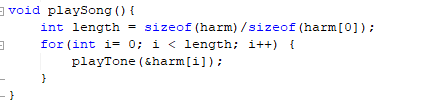 void playSong(){
    int length = sizeof(harm)/sizeof(harm[0]);
    for(int i= 0; i < length; i++) {
        playTone(&harm[i]);
    }
}